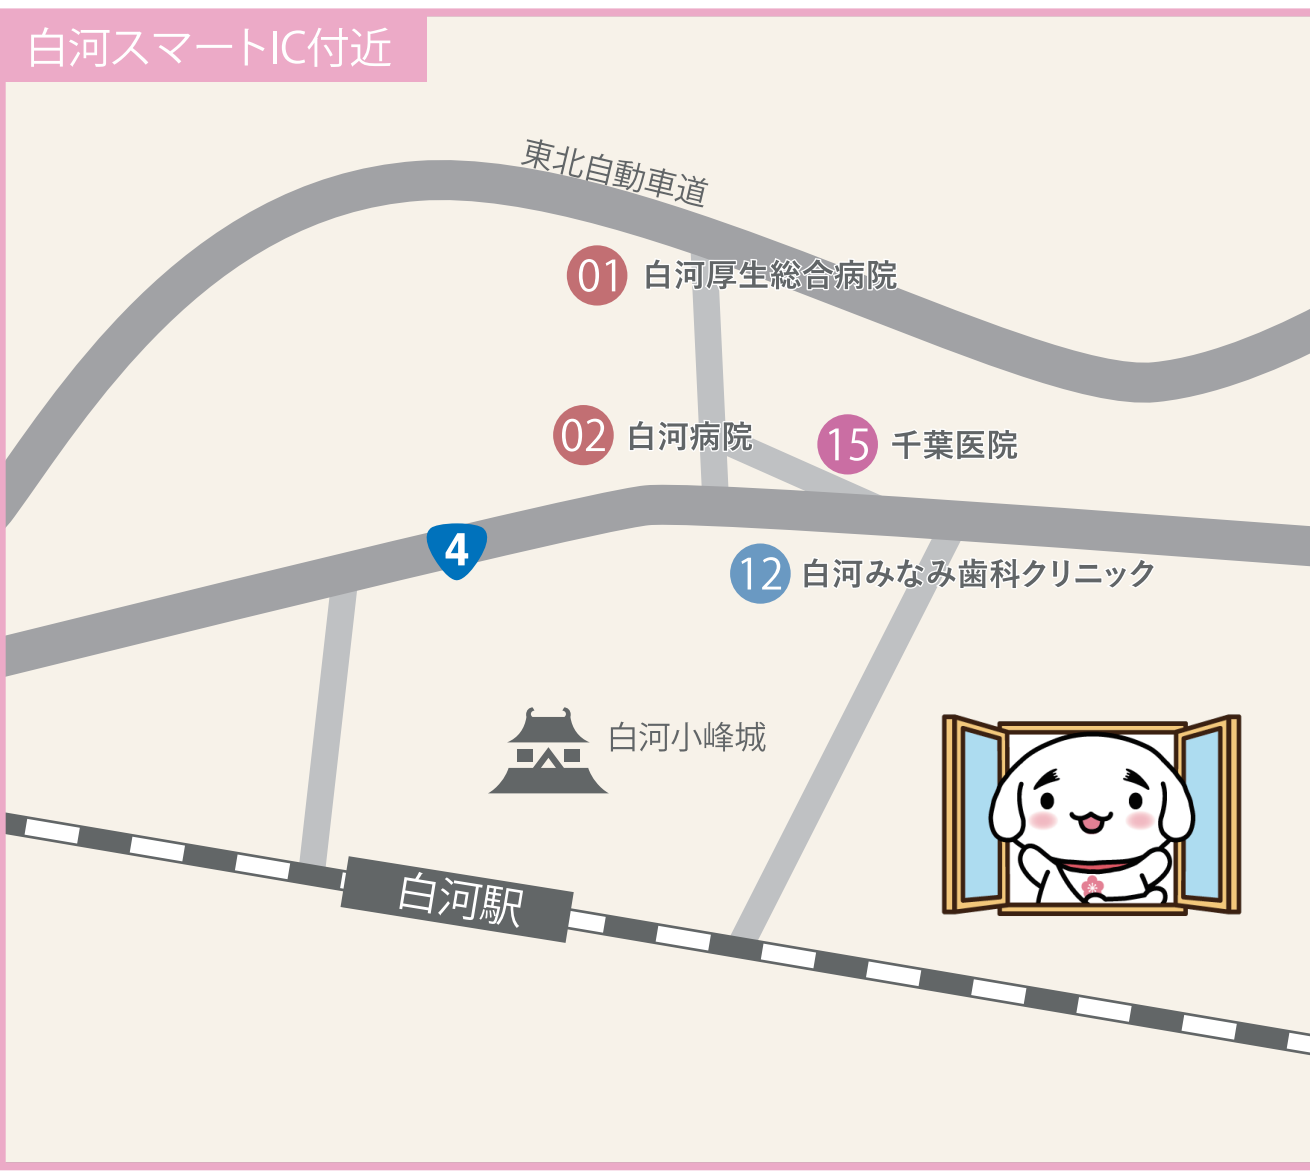 白河スマートIC付近
東北自動車道
01 白河厚生総合病院
02 白河病院
15 千葉医院
4
12 白河みなみ歯科クリニック
白河小峰城
白河駅